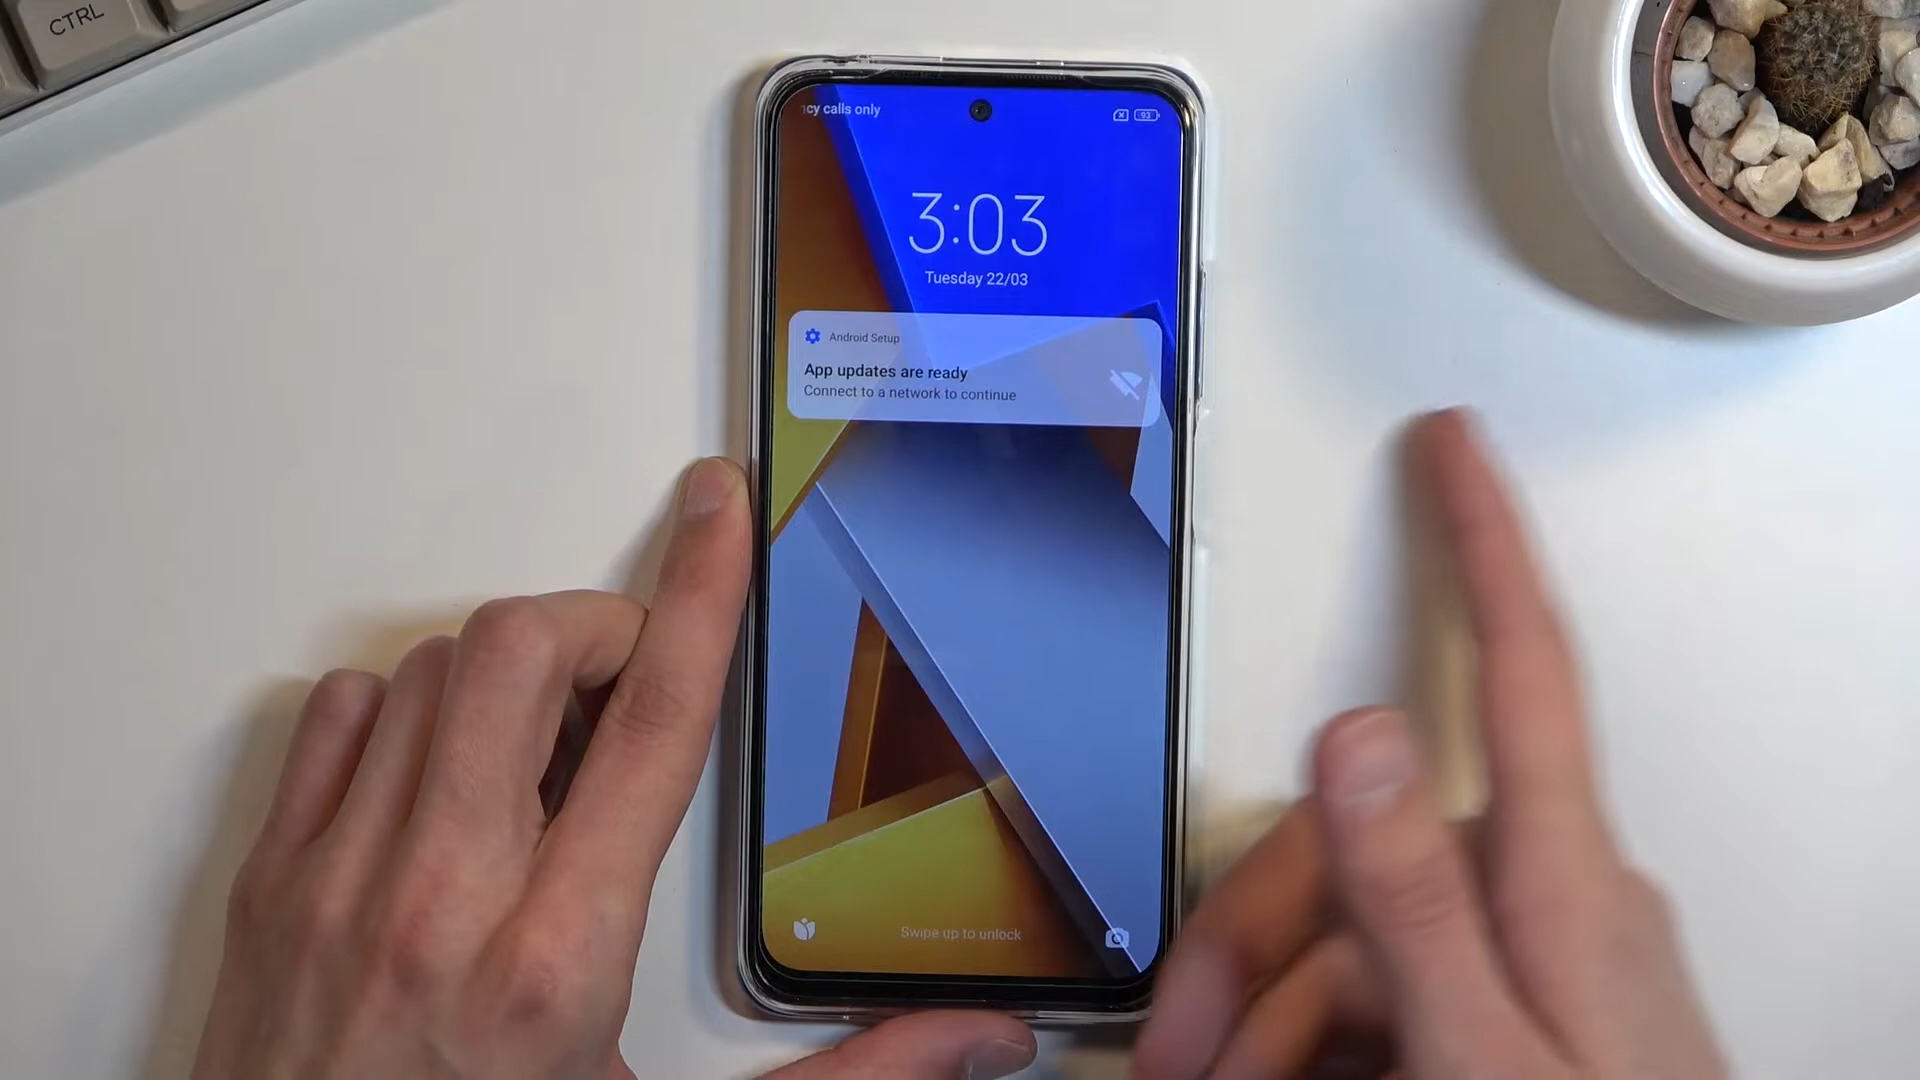 CTRL
cy calls only
93
3:03
Tuesday 22/03
Android Setup
App updates are ready
Connect to a network to continue
Swipe up to unlock